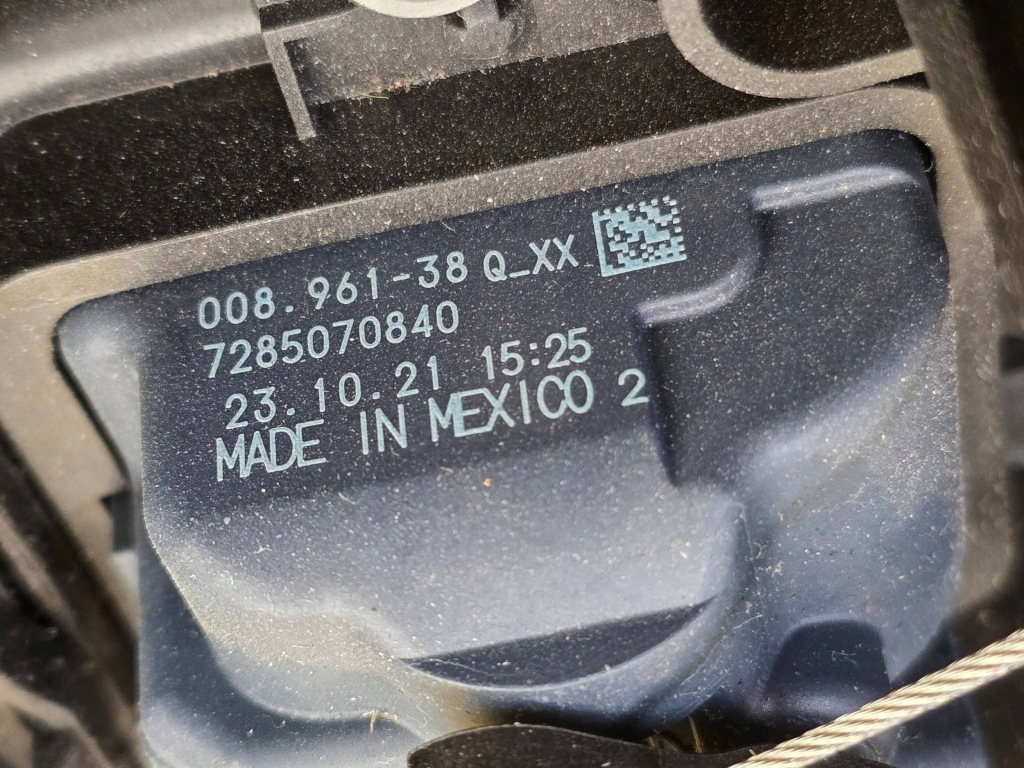 008.961-38 Q_XX
7285070840
23.10.21 15:25
MADE IN MEXICO 2